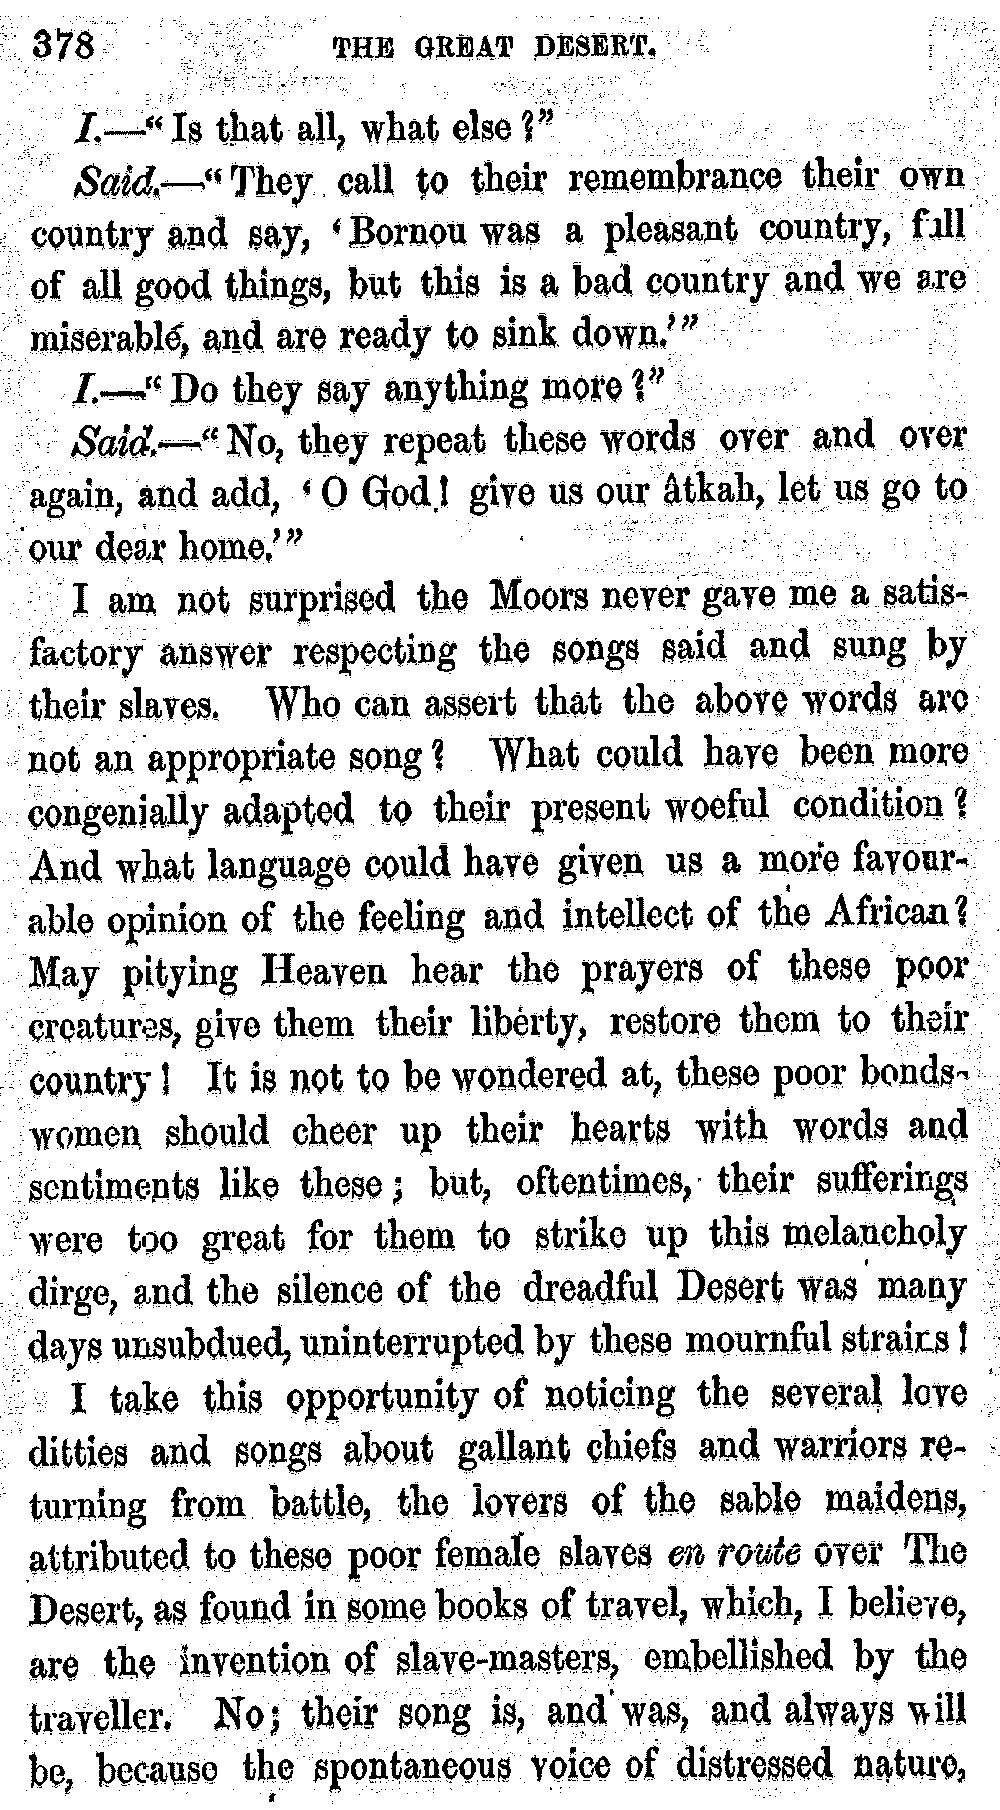 378 THE GREAT DESERT.
I.—“Is that all, what else?”
Said.—“They call to their remembrance their own
country and say, ‘Bornou was a pleasant country, full
of all good things, but this is a bad country and we are
miserable, and are ready to sink down.’”
I.—“Do they say anything more?”
Said.—“No, they repeat these words over and over
again, and add, ‘O God! give us our âtkah, let us go to
our dear home.’”
I am not surprised the Moors never gave me a satis-
factory answer respecting the songs said and sung by
their slaves. Who can assert that the above words are
not an appropriate song? What could have been more
congenially adapted to their present woeful condition?
And what language could have given us a more favour-
able opinion of the feeling and intellect of the African?
May pitying Heaven hear the prayers of these poor
creatures, give them their liberty, restore them to their
country! It is not to be wondered at, these poor bonds-
women should cheer up their hearts with words and
sentiments like these; but, oftentimes, their sufferings
were too great for them to strike up this melancholy
dirge, and the silence of the dreadful Desert was many
days unsubdued, uninterrupted by these mournful strains!
I take this opportunity of noticing the several love
ditties and songs about gallant chiefs and warriors re-
turning from battle, the lovers of the sable maidens,
attributed to these poor female slaves en route over The
Desert, as found in some books of travel, which, I believe,
are the invention of slave-masters, embellished by the
traveller. No; their song is, and was, and always will
be, because the spontaneous voice of distressed nature,